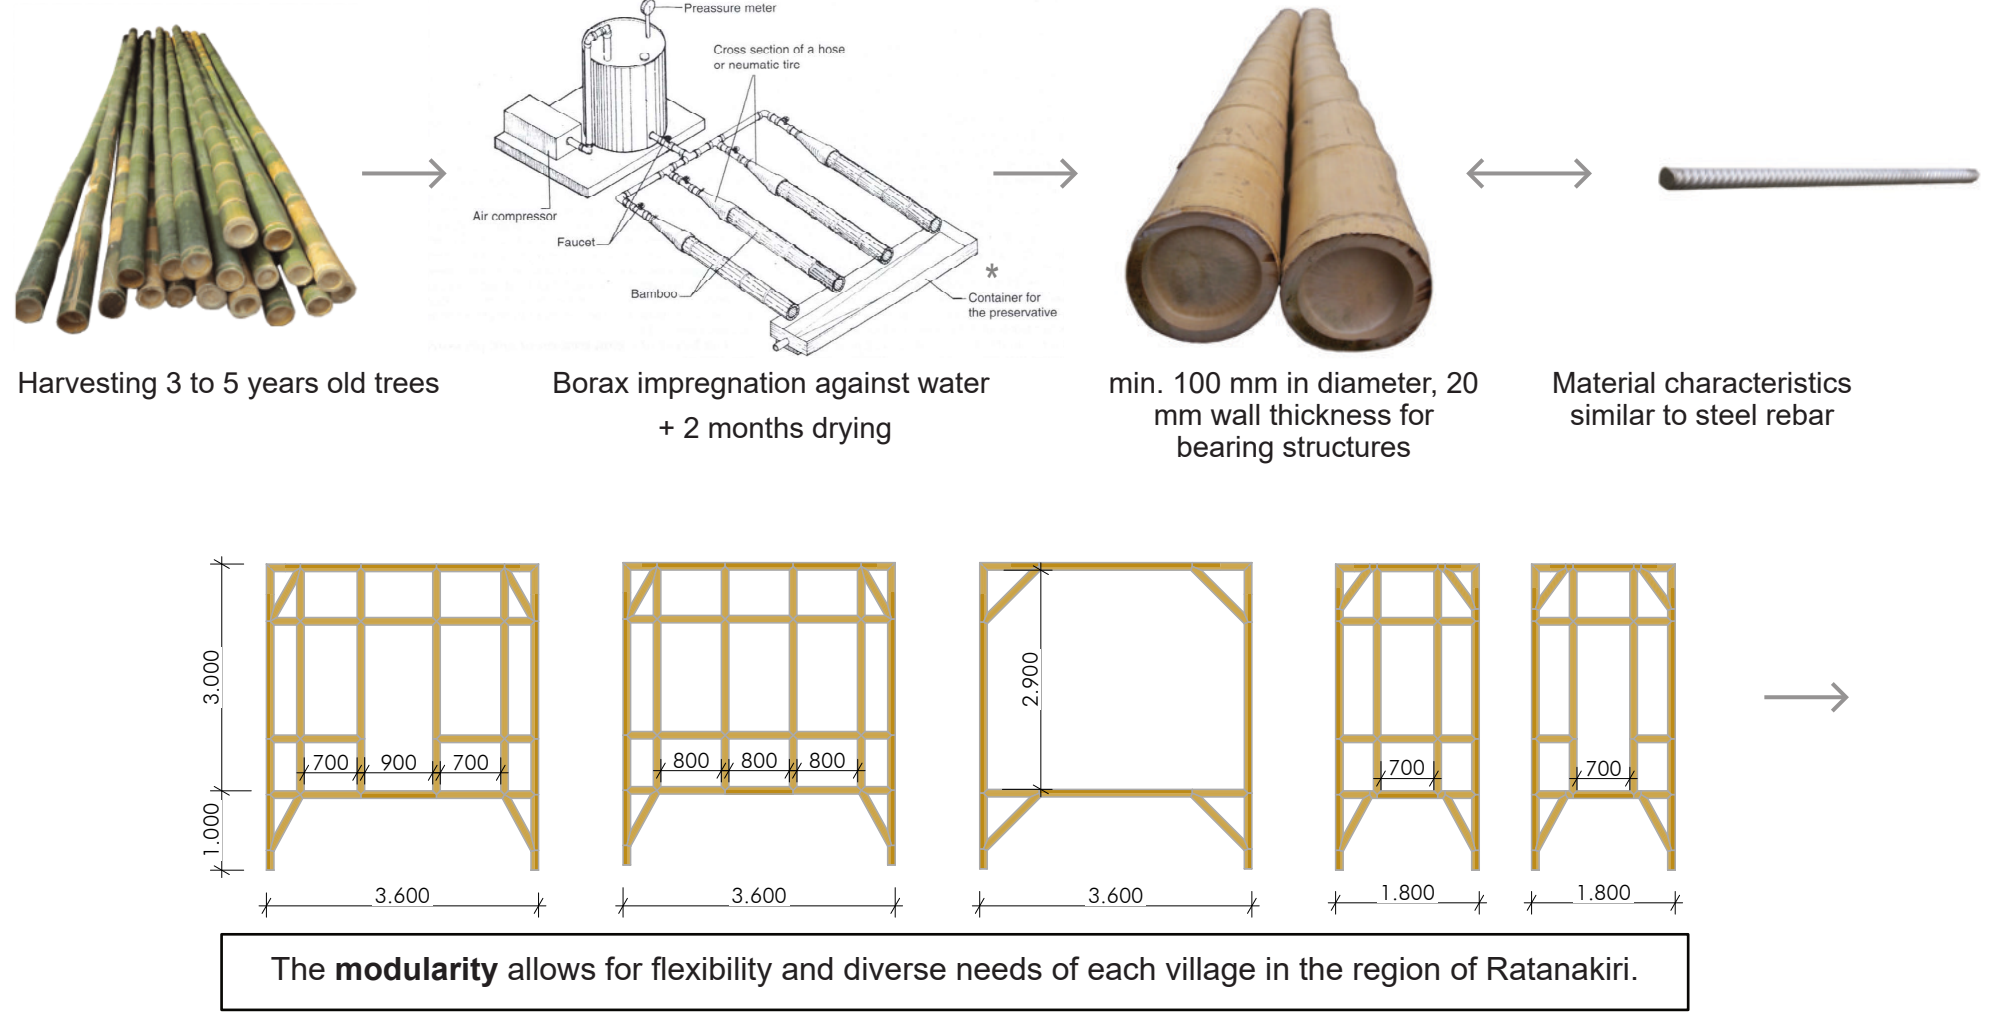 Preassure meter
Cross section of a hose
or neumatic tirc
Air compressor
Faucet
Bamboo
*
Container for
the preservative
Harvesting 3 to 5 years old trees
Borax impregnation against water
+ 2 months drying
min. 100 mm in diameter, 20
mm wall thickness for
bearing structures
Material characteristics
similar to steel rebar
3.000
1.000
700 900 700
3.600
800 800 800
3.600
2.900
3.600
700
1.800
700
1.800
The modularity allows for flexibility and diverse needs of each village in the region of Ratanakiri.